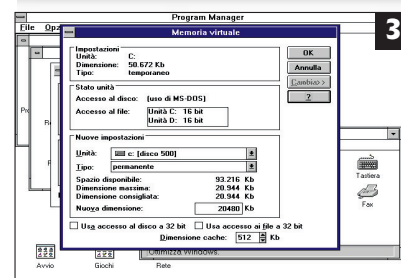 Program Manager
3
File
Memoria virtuale
Impostazioni
Unità: C:
Dimensione: 50.672 Kb
Tipo: temporaneo
OK
Annulla
Cambia>>
?
Stato unità
Accesso al disco: (uso di MS-DOS)
Accesso al file: Unità C: 16 bit
Unità D: 16 bit
Nuove impostazioni
Unità: c: [disco 500]
Tipo: permanente
Spazio disponibile: 93.216 Kb
Dimensione massima: 20.944 Kb
Dimensione consigliata: 20.944 Kb
Nuova dimensione: 20480 Kb
Usa accesso al disco a 32 bit Usa accesso ai file a 32 bit
Dimensione cache: 512 Kb
Tastiera
Fax
Ottimizza Windows.
Avvio Giochi Rete